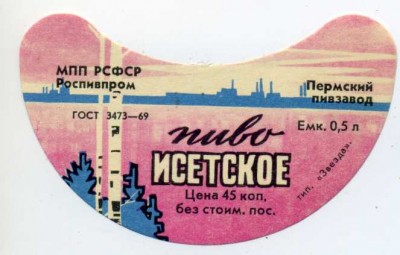 МПП РСФСР
Роспивпром
ГОСТ 3473—69
Пермский
пивзавод
Емк. 0,5 л
пиво
ИСЕТСКОЕ
Цена 45 коп.
без стоим. пос.
тип. «Звезда».